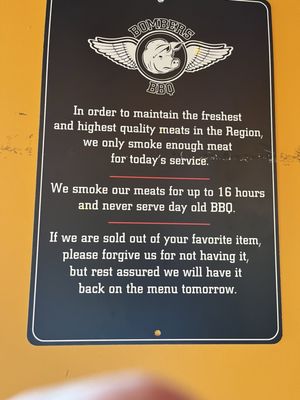 BOMBERS
BBQ
In order to maintain the freshest
and highest quality meats in the Region,
we only smoke enough meat
for today's service.
We smoke our meats for up to 16 hours
and never serve day old BBQ.
If we are sold out of your favorite item,
please forgive us for not having it,
but rest assured we will have it
back on the menu tomorrow.